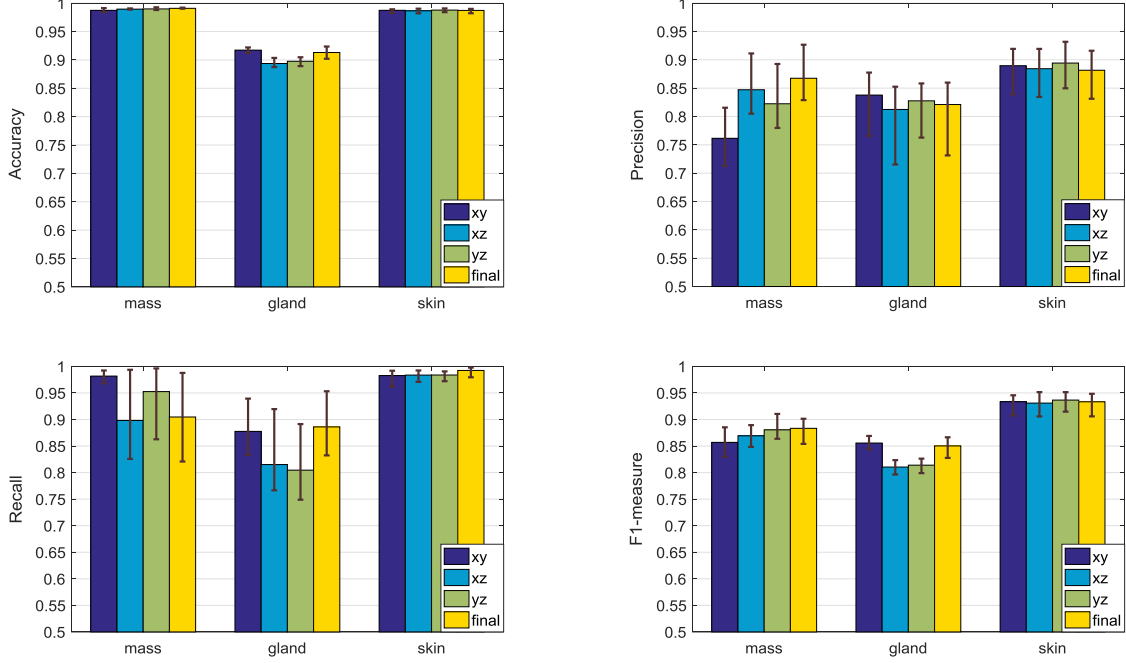 1
0.95
0.9
0.85
0.8
0.75
0.7
0.65
0.6
0.55
0.5
Accuracy
mass
gland
skin
xy
xz
yz
final
1
0.95
0.9
0.85
0.8
0.75
0.7
0.65
0.6
0.55
0.5
Precision
mass
gland
skin
xy
xz
yz
final
1
0.95
0.9
0.85
0.8
0.75
0.7
0.65
0.6
0.55
0.5
Recall
mass
gland
skin
xy
xz
yz
final
1
0.95
0.9
0.85
0.8
0.75
0.7
0.65
0.6
0.55
0.5
F1-measure
mass
gland
skin
xy
xz
yz
final